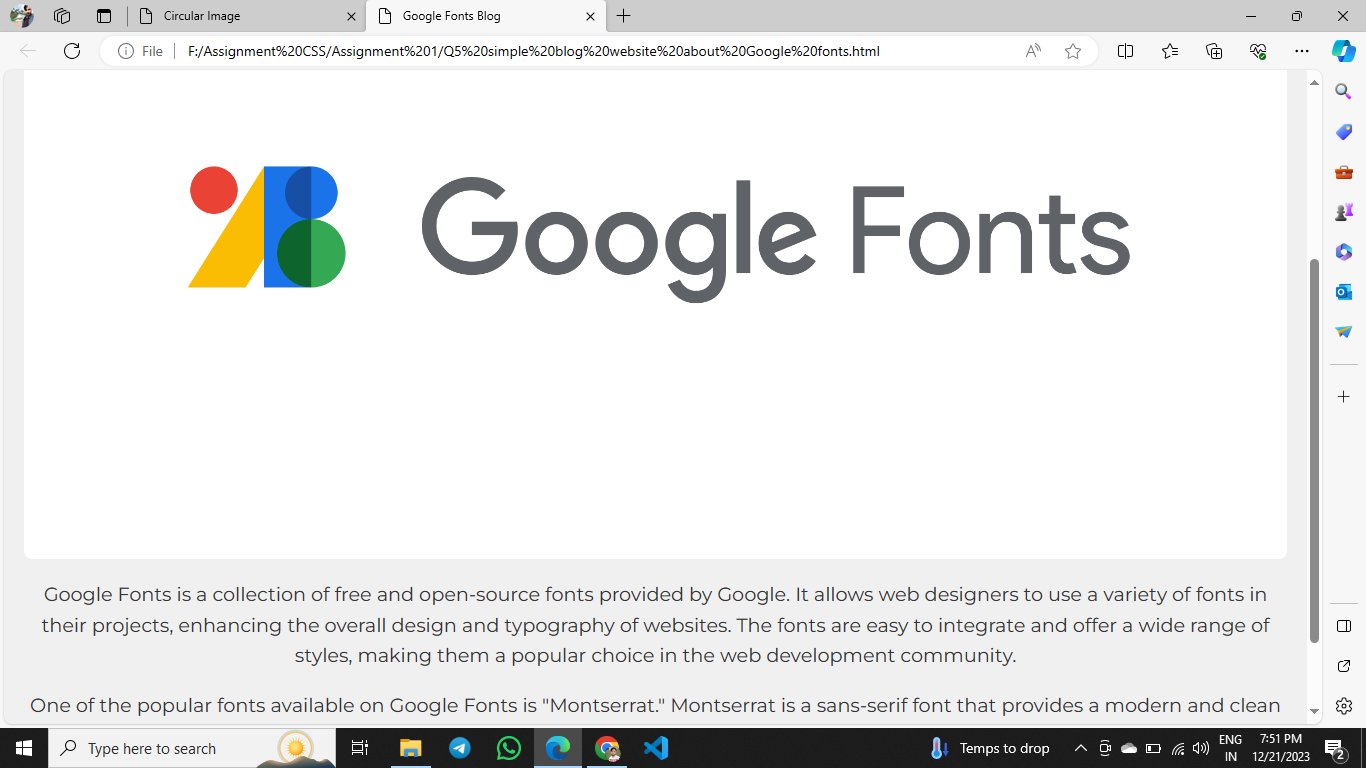 Circular Image
Google Fonts Blog
File
F:/Assignment%20CSS/Assignment%201/Q5%20simple%20blog%20website%20about%20Google%20fonts.html
Google Fonts
Google Fonts is a collection of free and open-source fonts provided by Google. It allows web designers to use a variety of fonts in
their projects, enhancing the overall design and typography of websites. The fonts are easy to integrate and offer a wide range of
styles, making them a popular choice in the web development community.
One of the popular fonts available on Google Fonts is "Montserrat." Montserrat is a sans-serif font that provides a modern and clean
Type here to search
Temps to drop
ENG
IN
7:51 PM
12/21/2023
2